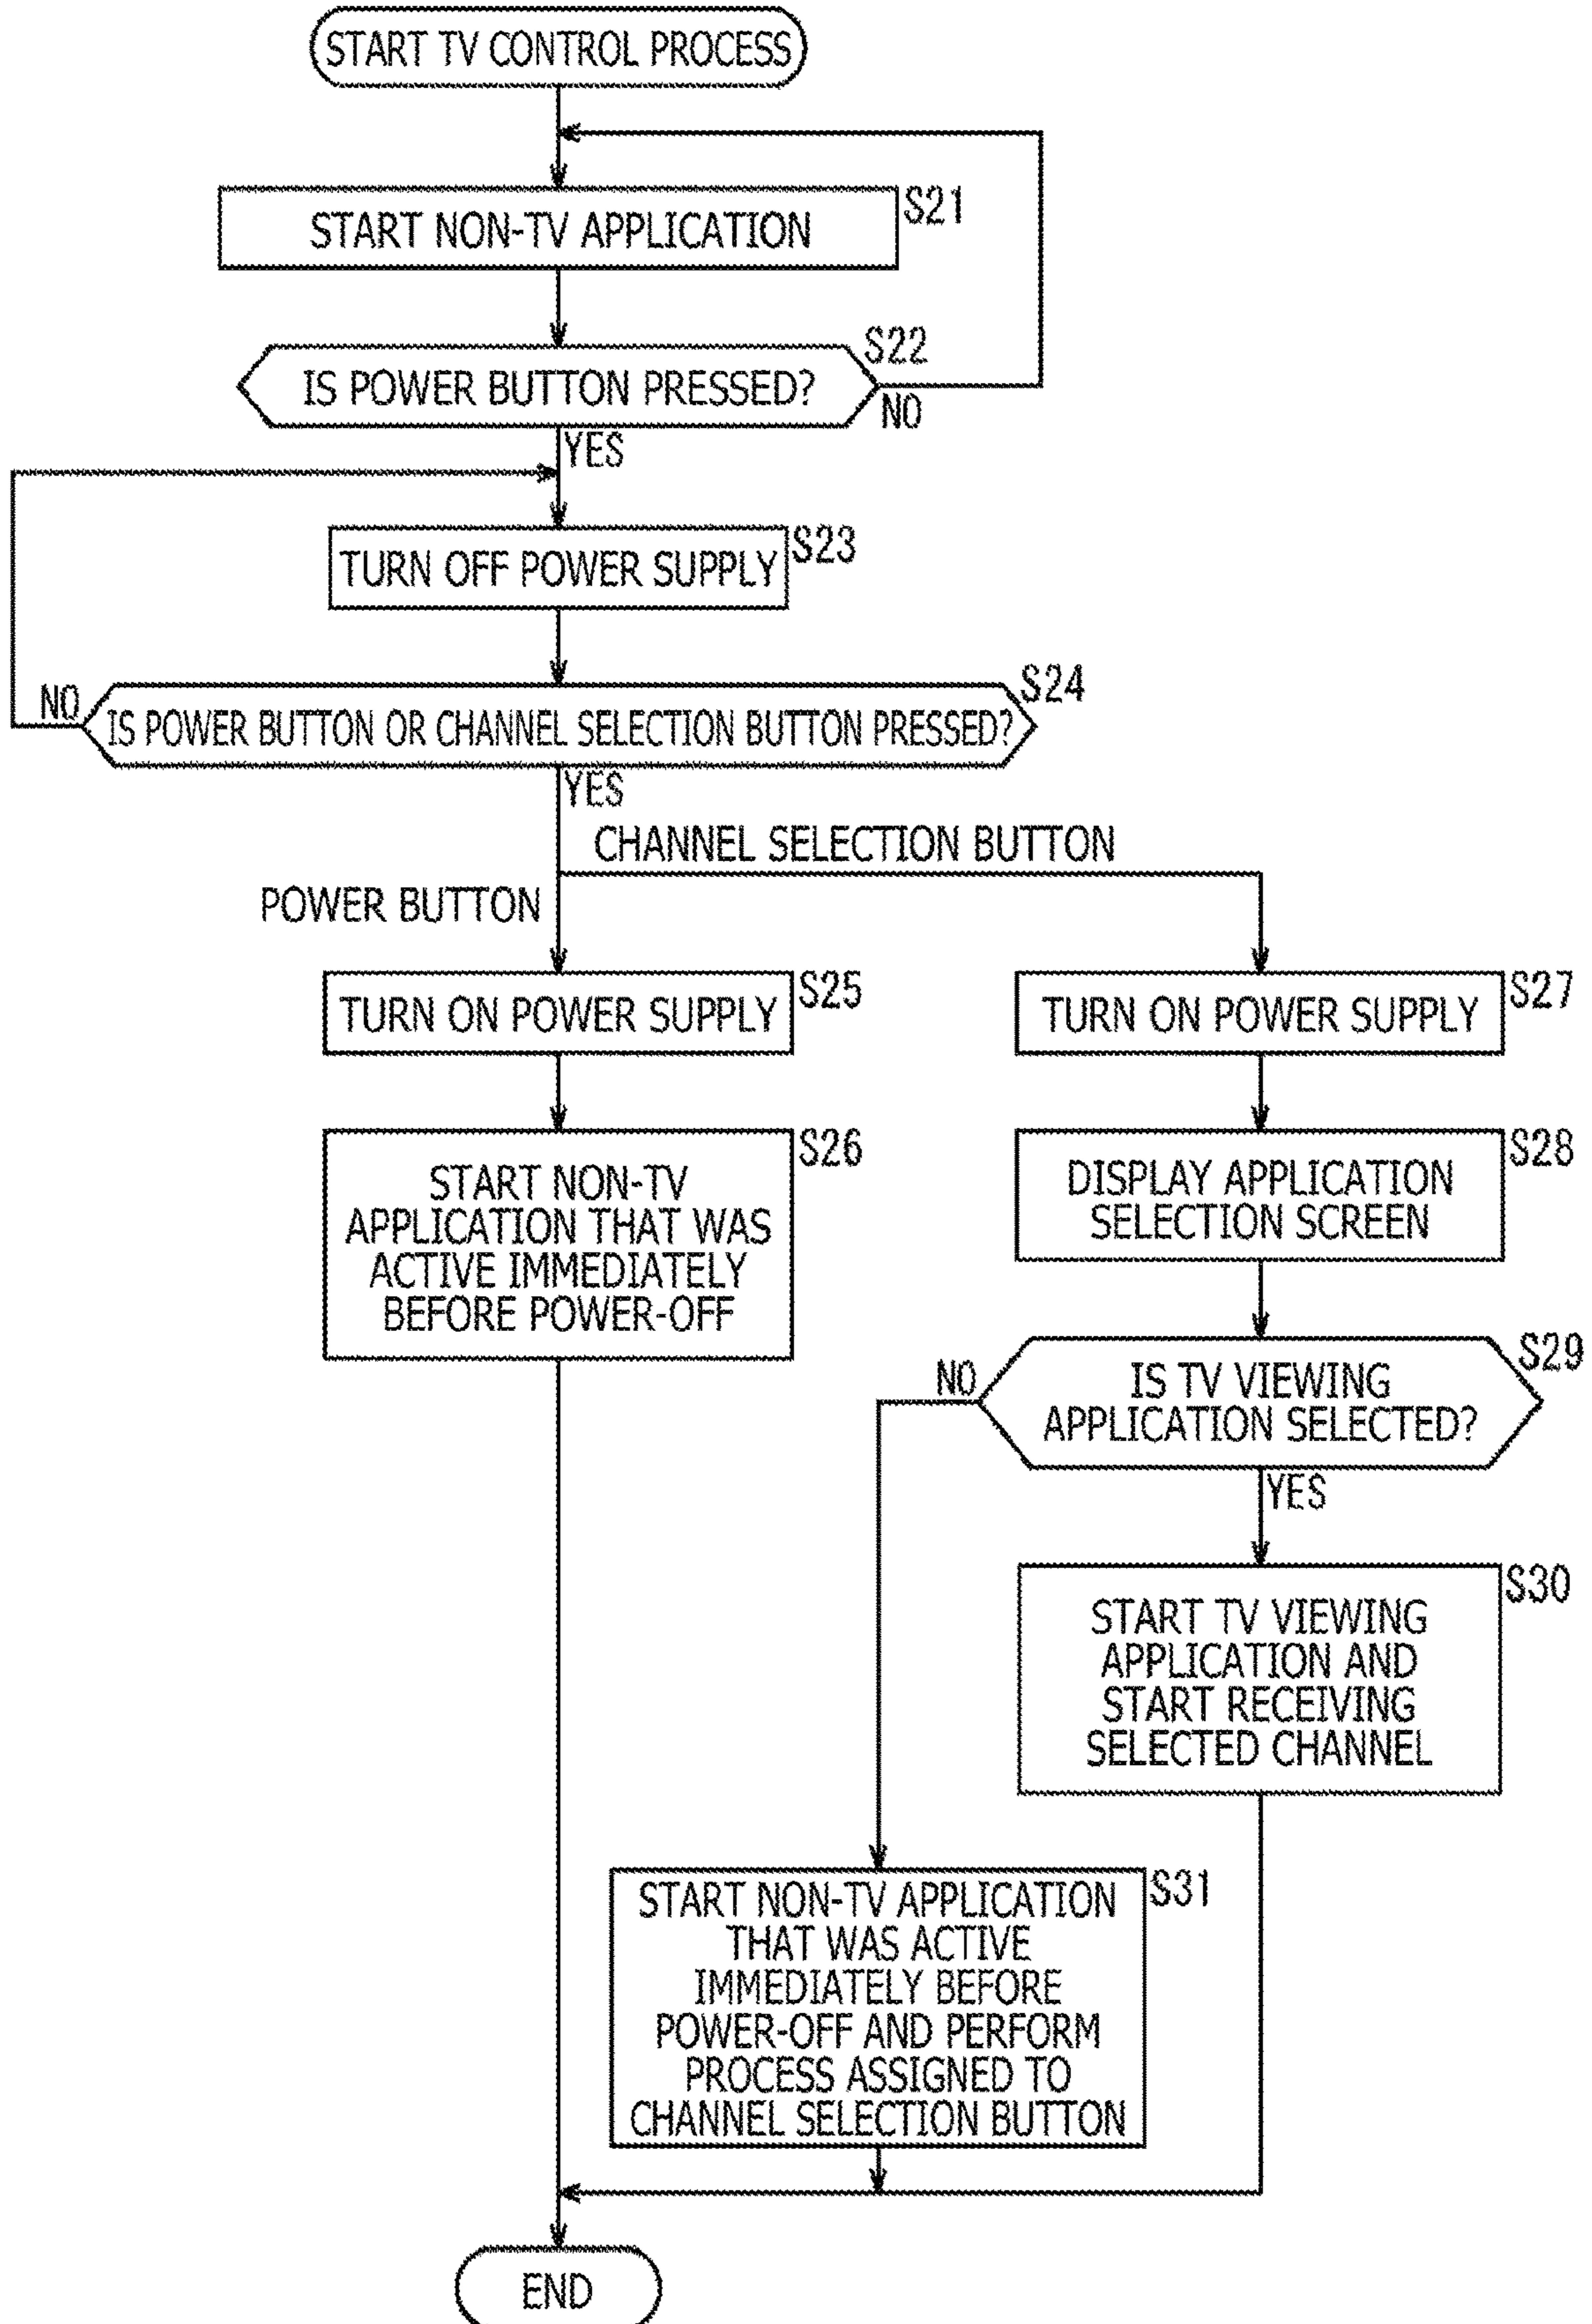 START TV CONTROL PROCESS
S21
START NON-TV APPLICATION
S22
IS POWER BUTTON PRESSED?
NO
YES
S23
TURN OFF POWER SUPPLY
S24
NO
IS POWER BUTTON OR CHANNEL SELECTION BUTTON PRESSED?
YES
CHANNEL SELECTION BUTTON
POWER BUTTON
S25
TURN ON POWER SUPPLY
S27
TURN ON POWER SUPPLY
S26
START NON-TV
APPLICATION THAT WAS
ACTIVE IMMEDIATELY
BEFORE POWER-OFF
S28
DISPLAY APPLICATION
SELECTION SCREEN
S29
NO
IS TV VIEWING
APPLICATION SELECTED?
YES
S30
START TV VIEWING
APPLICATION AND
START RECEIVING
SELECTED CHANNEL
S31
START NON-TV APPLICATION
THAT WAS ACTIVE
IMMEDIATELY BEFORE
POWER-OFF AND PERFORM
PROCESS ASSIGNED TO
CHANNEL SELECTION BUTTON
END